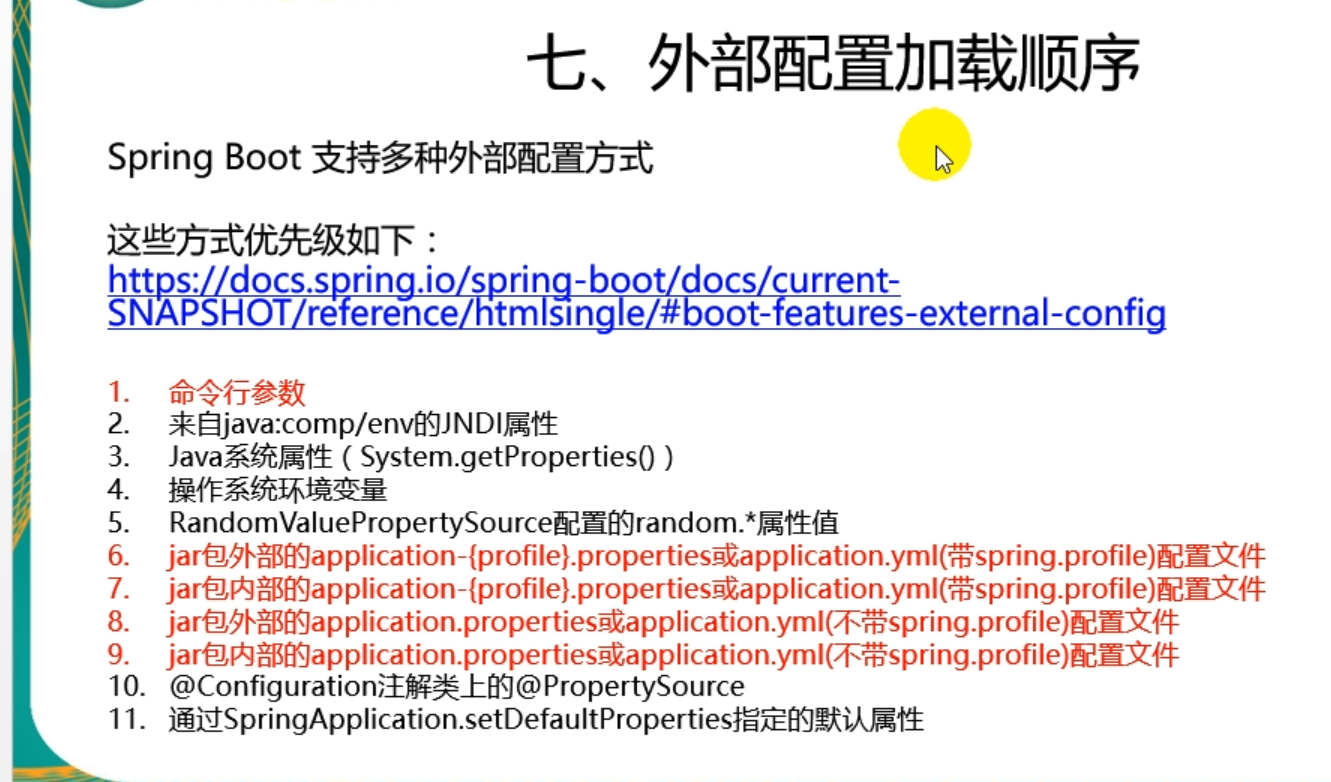 七、外部配置加载顺序
Spring Boot 支持多种外部配置方式
这些方式优先级如下：
https://docs.spring.io/spring-boot/docs/current-
SNAPSHOT/reference/htmlsingle/#boot-features-external-config
1. 命令行参数
2. 来自java:comp/env的JNDI属性
3. Java系统属性（System.getProperties()）
4. 操作系统环境变量
5. RandomValuePropertySource配置的random.*属性值
6. jar包外部的application-{profile}.properties或application.yml(带spring.profile)配置文件
7. jar包内部的application-{profile}.properties或application.yml(带spring.profile)配置文件
8. jar包外部的application.properties或application.yml(不带spring.profile)配置文件
9. jar包内部的application.properties或application.yml(不带spring.profile)配置文件
10. @Configuration注解类上的@PropertySource
11. 通过SpringApplication.setDefaultProperties指定的默认属性